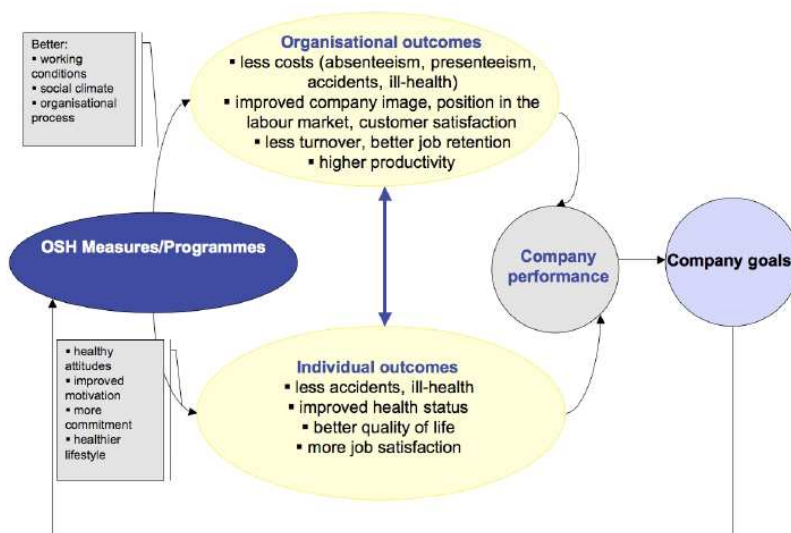 Better:
▪ working
conditions
▪ social climate
▪ organisational
process
Organisational outcomes
▪ less costs (absenteeism, presenteeism,
accidents, ill-health)
▪ improved company image, position in the
labour market, customer satisfaction
▪ less turnover, better job retention
▪ higher productivity
OSH Measures/Programmes
Company
performance
Company goals
▪ healthy
attitudes
▪ improved
motivation
▪ more
commitment
▪ healthier
lifestyle
Individual outcomes
▪ less accidents, ill-health
▪ improved health status
▪ better quality of life
▪ more job satisfaction